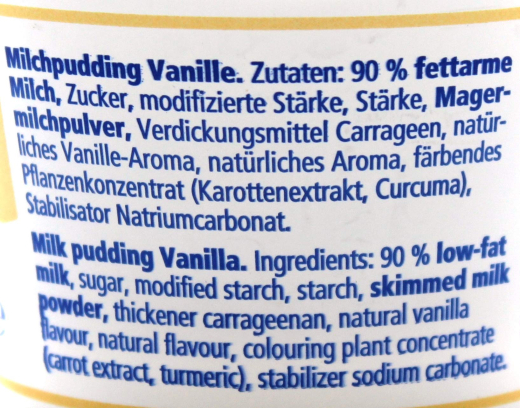 Milchpudding Vanille. Zutaten: 90 % fettarme
Milch, Zucker, modifizierte Stärke, Stärke, Mager-
milchpulver, Verdickungsmittel Carrageen, natür-
liches Vanille-Aroma, natürliches Aroma, färbendes
Pflanzenkonzentrat (Karottenextrakt, Curcuma),
Stabilisator Natriumcarbonat.
Milk pudding Vanilla. Ingredients: 90 % low-fat
milk, sugar, modified starch, starch, skimmed milk
powder, thickener carrageenan, natural vanilla
flavour, natural flavour, colouring plant concentrate
(carrot extract, turmeric), stabilizer sodium carbonate.